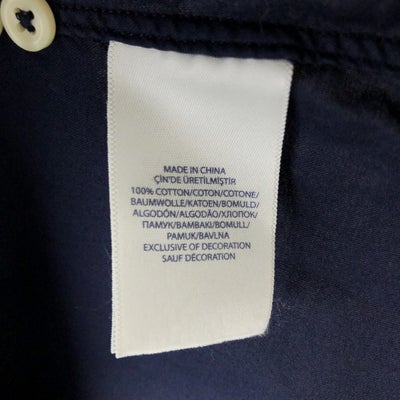 MADE IN CHINA
ÇİN'DE ÜRETİLMİŞTİR
100% COTTON/COTON/COTONE/
BAUMWOLLE/KATOEN/BOMULD/
ALGODÓN/ALGODÃO/ХЛОПОК/
ПАМУК/BAMBAKI/BOMULL/
PAMUK/BAVLNA
EXCLUSIVE OF DECORATION
SAUF DÉCORATION